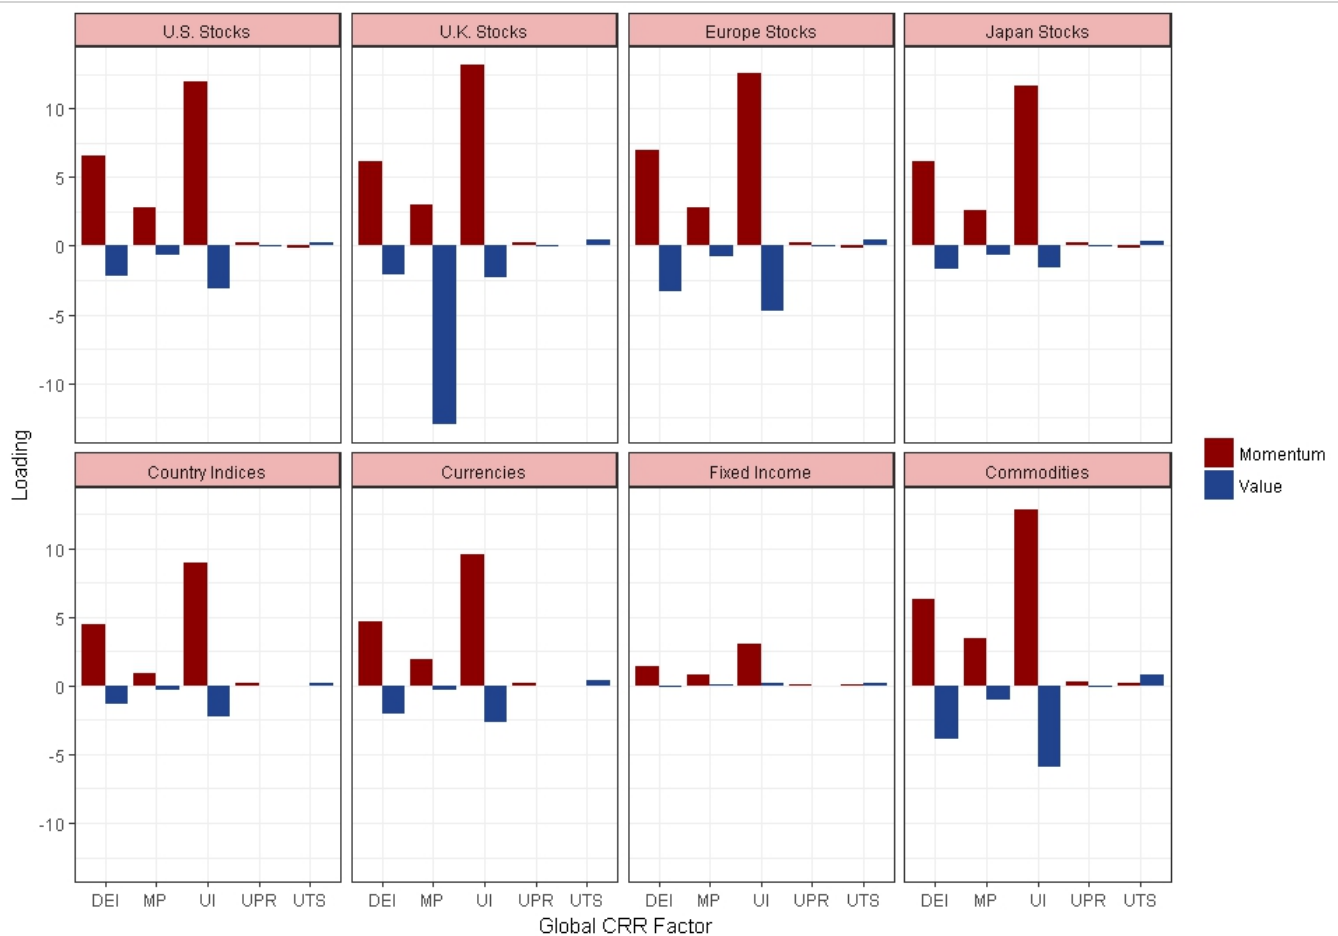 U.S. Stocks
U.K. Stocks
Europe Stocks
Japan Stocks
10
5
0
-5
-10
Loading
Country Indices
Currencies
Fixed Income
Commodities
10
5
0
-5
-10
DEI MP UI UPR UTS
DEI MP UI UPR UTS
DEI MP UI UPR UTS
DEI MP UI UPR UTS
Global CRR Factor
Momentum
Value